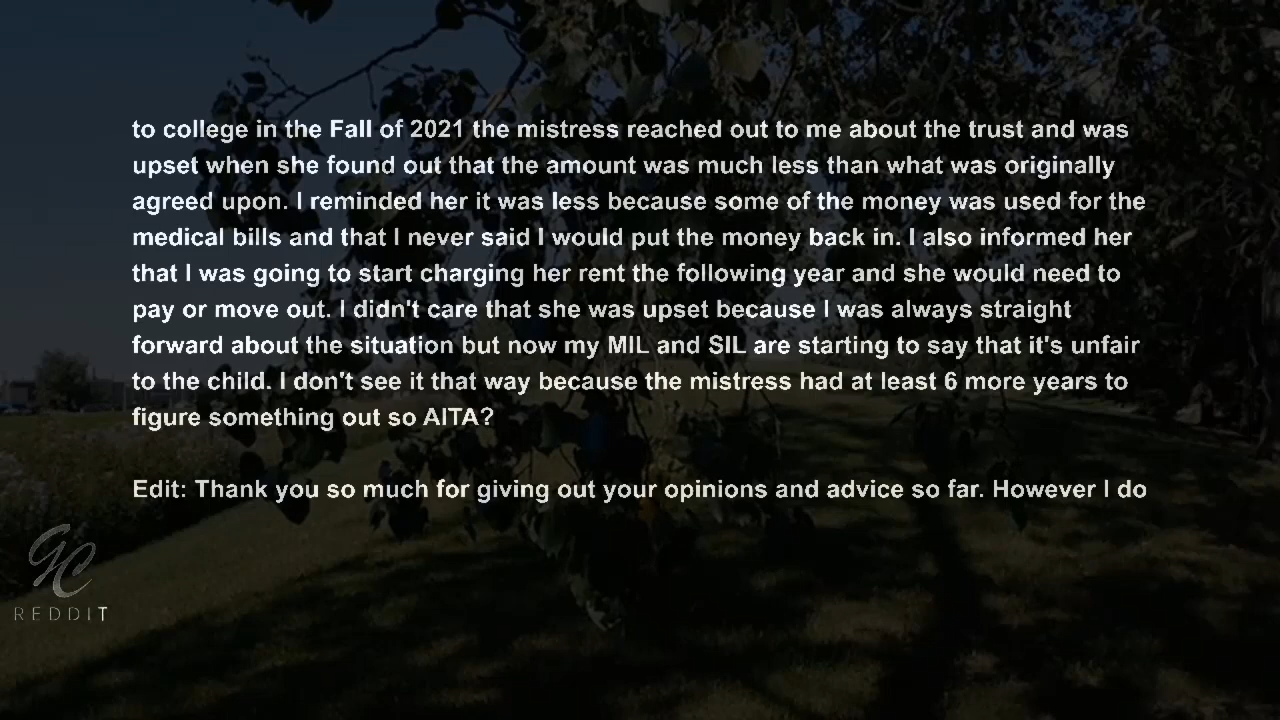 to college in the Fall of 2021 the mistress reached out to me about the trust and was
upset when she found out that the amount was much less than what was originally
agreed upon. I reminded her it was less because some of the money was used for the
medical bills and that I never said I would put the money back in. I also informed her
that I was going to start charging her rent the following year and she would need to
pay or move out. I didn't care that she was upset because I was always straight
forward about the situation but now my MIL and SIL are starting to say that it's unfair
to the child. I don't see it that way because the mistress had at least 6 more years to
figure something out so AITA?
Edit: Thank you so much for giving out your opinions and advice so far. However I do
GC
REDDIT